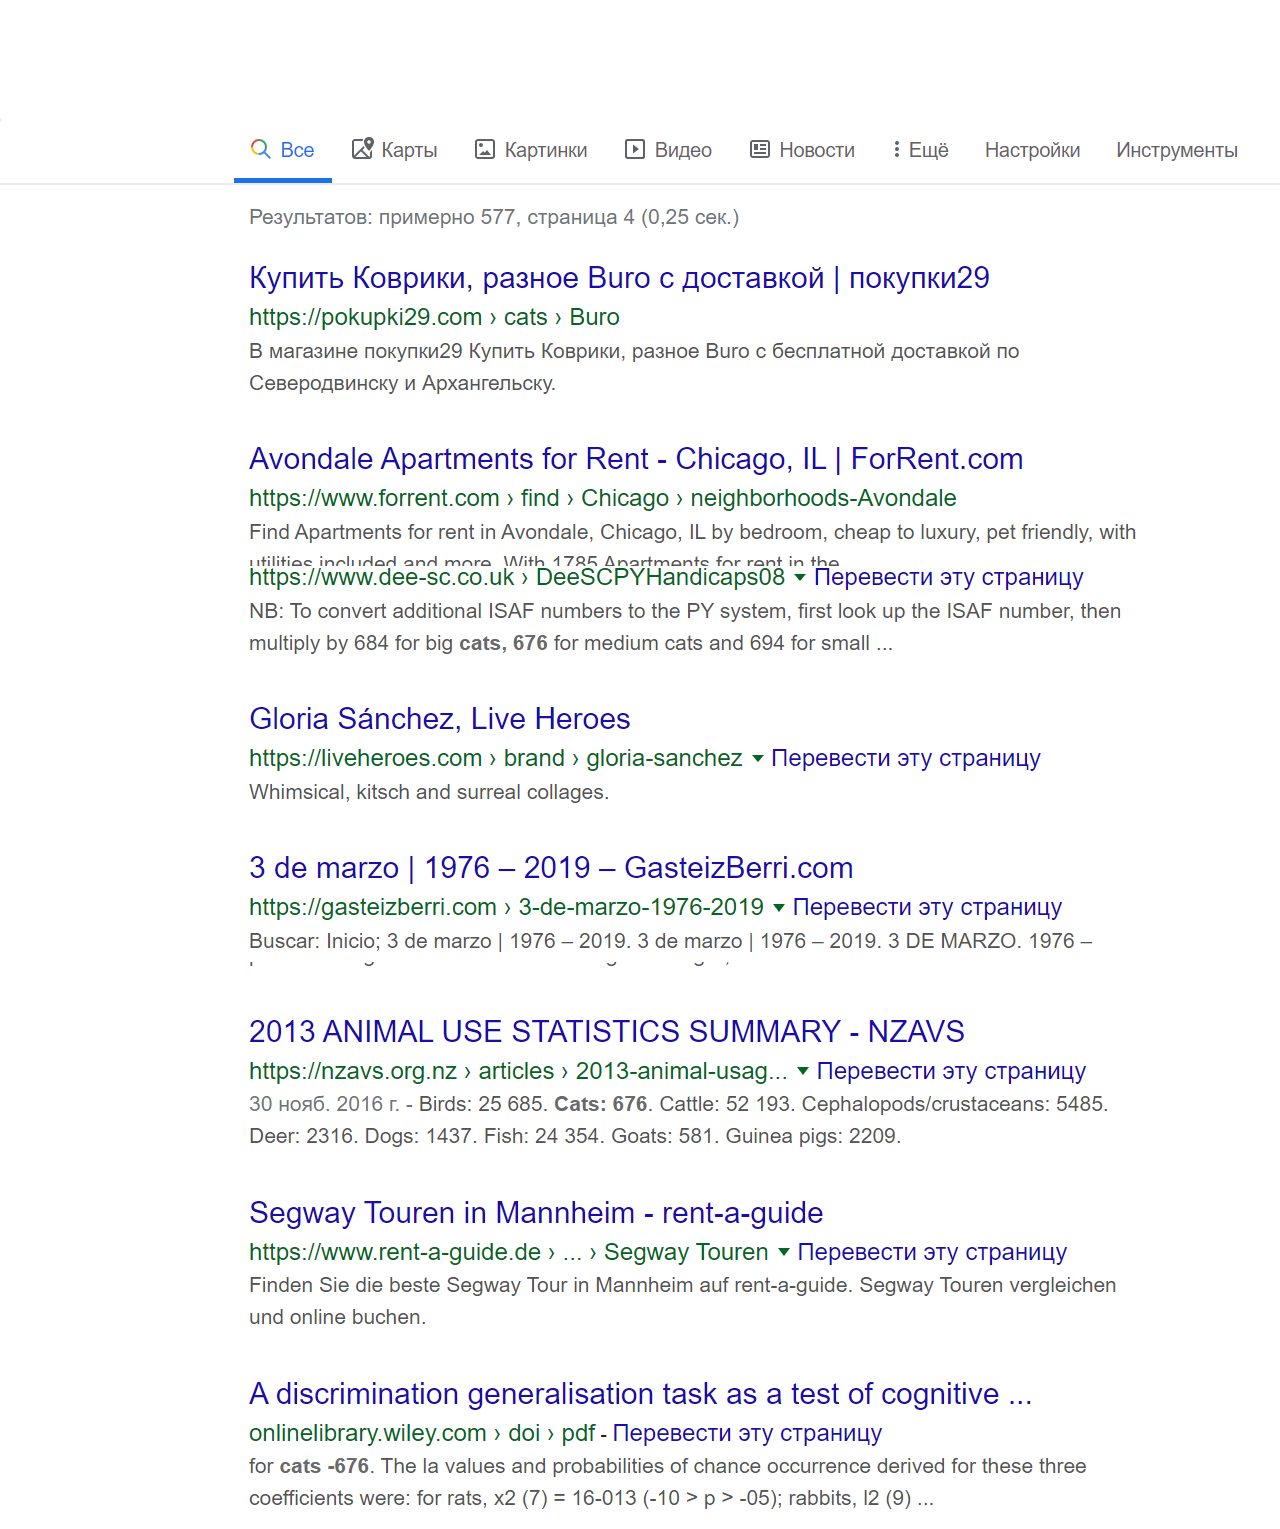 Все Карты Картинки Видео Новости Ещё Настройки Инструменты
Результатов: примерно 577, страница 4 (0,25 сек.)
Купить Коврики, разное Buro с доставкой | покупки29
https://pokupki29.com › cats › Buro
В магазине покупки29 Купить Коврики, разное Buro с бесплатной доставкой по
Северодвинску и Архангельску.
Avondale Apartments for Rent - Chicago, IL | ForRent.com
https://www.forrent.com › find › Chicago › neighborhoods-Avondale
Find Apartments for rent in Avondale, Chicago, IL by bedroom, cheap to luxury, pet friendly, with
utilities included and more. With 1785 Apartments for rent in the
https://www.dee-sc.co.uk › DeeSCPYHandicaps08 Перевести эту страницу
NB: To convert additional ISAF numbers to the PY system, first look up the ISAF number, then
multiply by 684 for big cats, 676 for medium cats and 694 for small ...
Gloria Sánchez, Live Heroes
https://liveheroes.com › brand › gloria-sanchez Перевести эту страницу
Whimsical, kitsch and surreal collages.
3 de marzo | 1976 – 2019 – GasteizBerri.com
https://gasteizberri.com › 3-de-marzo-1976-2019 Перевести эту страницу
Buscar: Inicio; 3 de marzo | 1976 – 2019. 3 de marzo | 1976 – 2019. 3 DE MARZO. 1976 –
2013 ANIMAL USE STATISTICS SUMMARY - NZAVS
https://nzavs.org.nz › articles › 2013-animal-usag... Перевести эту страницу
30 нояб. 2016 г. - Birds: 25 685. Cats: 676. Cattle: 52 193. Cephalopods/crustaceans: 5485.
Deer: 2316. Dogs: 1437. Fish: 24 354. Goats: 581. Guinea pigs: 2209.
Segway Touren in Mannheim - rent-a-guide
https://www.rent-a-guide.de › ... › Segway Touren Перевести эту страницу
Finden Sie die beste Segway Tour in Mannheim auf rent-a-guide. Segway Touren vergleichen
und online buchen.
A discrimination generalisation task as a test of cognitive ...
onlinelibrary.wiley.com › doi › pdf - Перевести эту страницу
for cats -676. The la values and probabilities of chance occurrence derived for these three
coefficients were: for rats, x2 (7) = 16-013 (-10 > p > -05); rabbits, l2 (9) ...